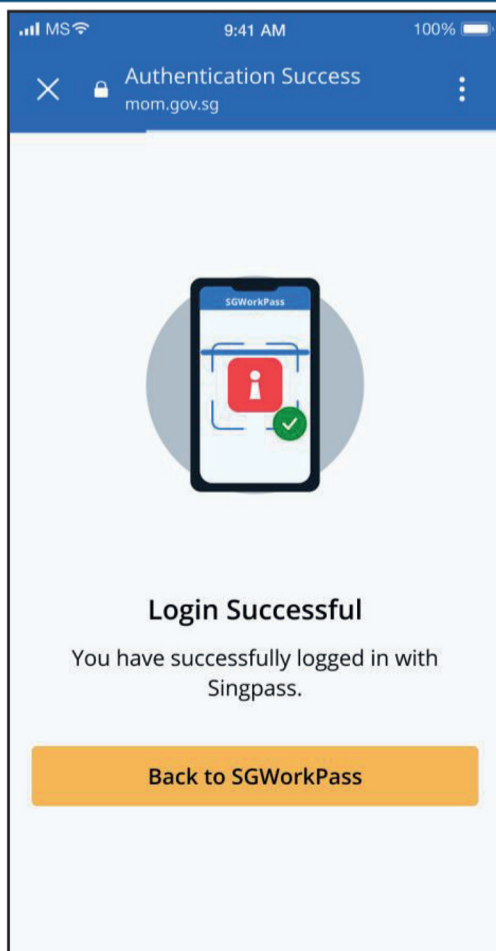 MS 9:41 AM 100%
Authentication Success
mom.gov.sg
SGWorkPass
Login Successful
You have successfully logged in with
Singpass.
Back to SGWorkPass